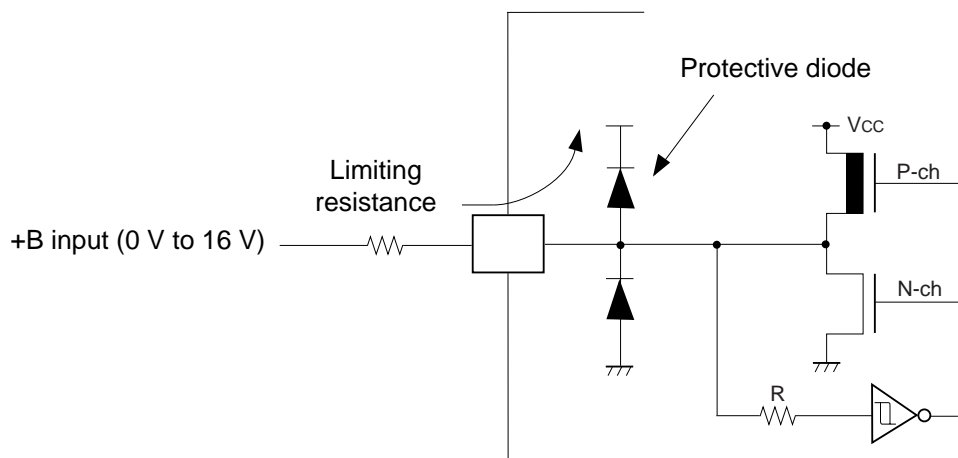 Protective diode
VCC
Limiting
resistance
P-ch
+B input (0 V to 16 V)
N-ch
R